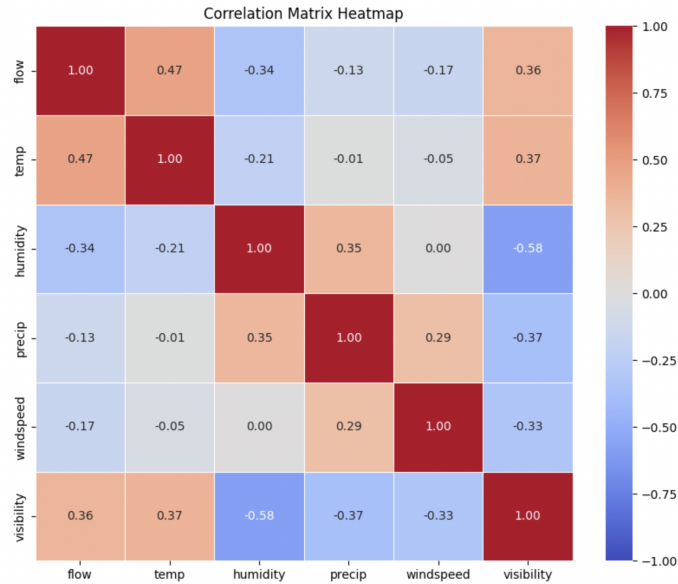 Correlation Matrix Heatmap
flow 1.00 0.47 -0.34 -0.13 -0.17 0.36
temp 0.47 1.00 -0.21 -0.01 -0.05 0.37
humidity -0.34 -0.21 1.00 0.35 0.00 -0.58
precip -0.13 -0.01 0.35 1.00 0.29 -0.37
windspeed -0.17 -0.05 0.00 0.29 1.00 -0.33
visibility 0.36 0.37 -0.58 -0.37 -0.33 1.00
flow temp humidity precip windspeed visibility
1.00
0.75
0.50
0.25
0.00
−0.25
−0.50
−0.75
−1.00